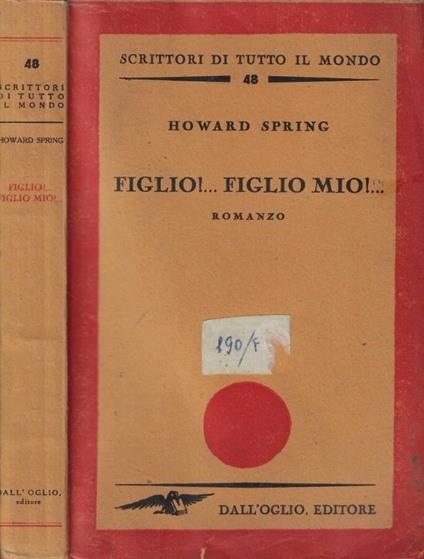 48
SCRITTORI
DI TUTTO
IL MONDO
HOWARD SPRING
FIGLIO!...
FIGLIO MIO!...
DALL'OGLIO,
editore
SCRITTORI DI TUTTO IL MONDO
48
HOWARD SPRING
FIGLIO!... FIGLIO MIO!...
ROMANZO
DALL'OGLIO, EDITORE